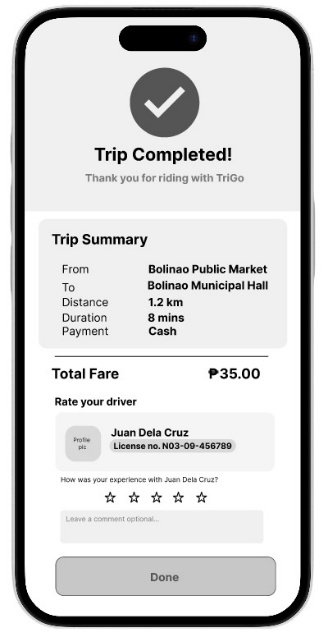 Trip Completed!
Thank you for riding with TriGo
Trip Summary
From Bolinao Public Market
To Bolinao Municipal Hall
Distance 1.2 km
Duration 8 mins
Payment Cash
Total Fare ₱35.00
Rate your driver
Profile
pic
Juan Dela Cruz
License no. N03-09-456789
How was your experience with Juan Dela Cruz?
Leave a comment optional...
Done